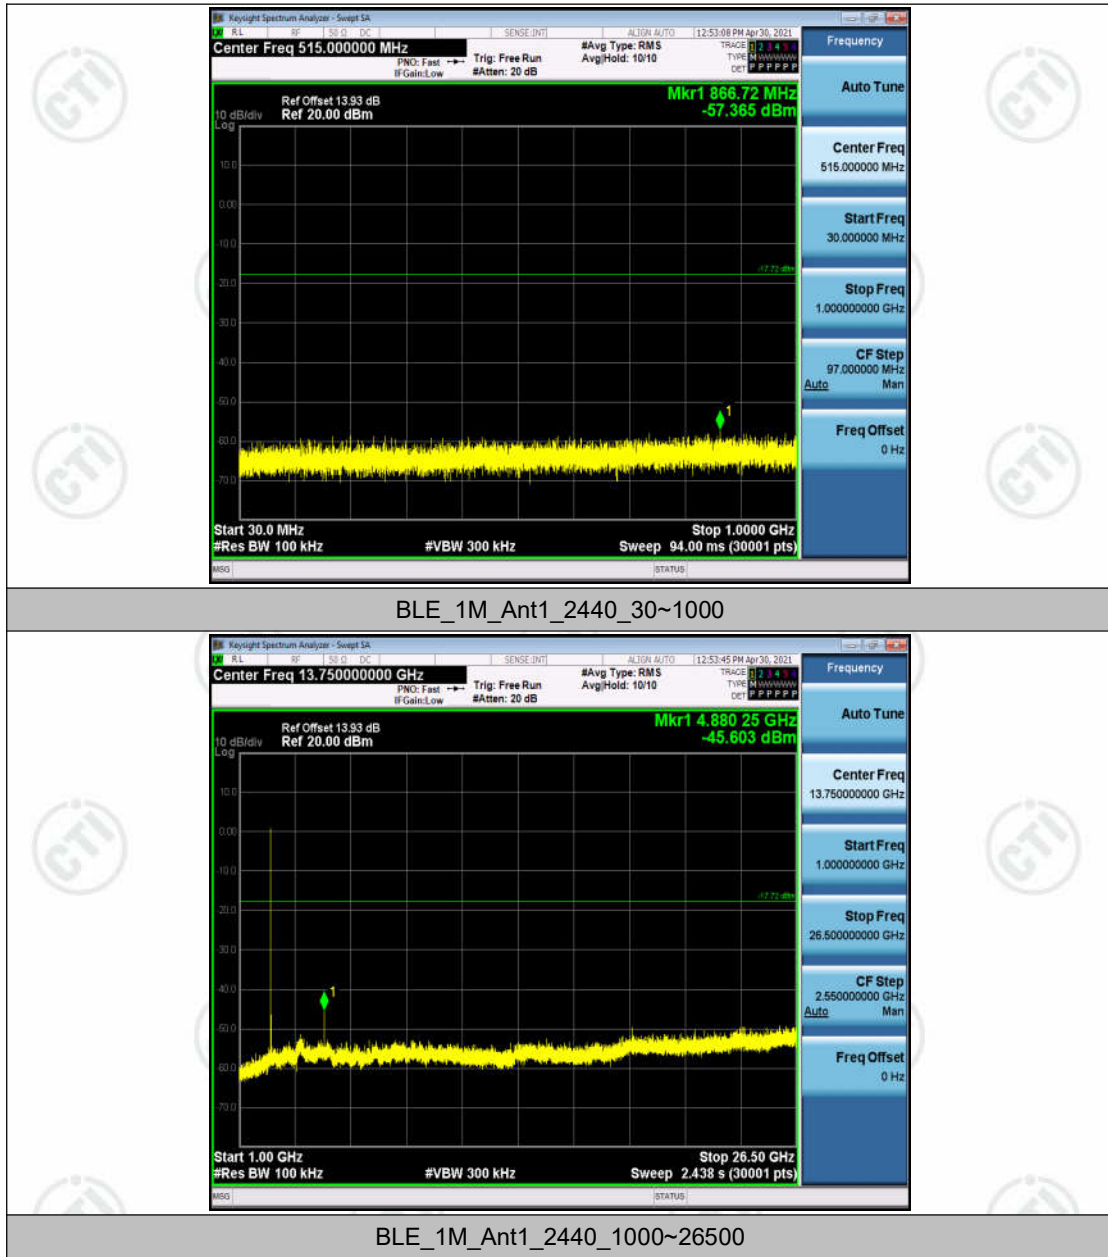 Keysight Spectrum Analyzer - Swept SA
RL RF 50 Ω DC SENSE:INT ALIGN AUTO 12:53:08 PM Apr 30, 2021
Center Freq 515.000000 MHz #Avg Type: RMS TRACE 1 2 3 4 5 6
PNO: Fast Trig: Free Run Avg|Hold: 10/10 TYPE M WWWWW
IFGain:Low #Atten: 20 dB DET P P P P P P
Frequency
Auto Tune
Mkr1 866.72 MHz
-57.365 dBm
Ref Offset 13.93 dB
10 dB/div Ref 20.00 dBm
Log
Center Freq
515.000000 MHz
10.0
0.00
Start Freq
30.000000 MHz
-10.0
-17.72 dBm
-20.0
Stop Freq
1.000000000 GHz
-30.0
CF Step
97.000000 MHz
Auto Man
-40.0
-50.0
1
Freq Offset
0 Hz
-60.0
-70.0
Start 30.0 MHz Stop 1.0000 GHz
#Res BW 100 kHz #VBW 300 kHz Sweep 94.00 ms (30001 pts)
MSG STATUS
BLE_1M_Ant1_2440_30~1000
Keysight Spectrum Analyzer - Swept SA
RL RF 50 Ω DC SENSE:INT ALIGN AUTO 12:53:45 PM Apr 30, 2021
Center Freq 13.750000000 GHz #Avg Type: RMS TRACE 1 2 3 4 5 6
PNO: Fast Trig: Free Run Avg|Hold: 10/10 TYPE M WWWWW
IFGain:Low #Atten: 20 dB DET P P P P P P
Frequency
Auto Tune
Mkr1 4.880 25 GHz
-45.603 dBm
Ref Offset 13.93 dB
10 dB/div Ref 20.00 dBm
Log
Center Freq
13.750000000 GHz
10.0
0.00
Start Freq
1.000000000 GHz
-10.0
-17.72 dBm
-20.0
Stop Freq
26.500000000 GHz
-30.0
CF Step
2.550000000 GHz
Auto Man
-40.0
1
-50.0
Freq Offset
0 Hz
-60.0
-70.0
Start 1.00 GHz Stop 26.50 GHz
#Res BW 100 kHz #VBW 300 kHz Sweep 2.438 s (30001 pts)
MSG STATUS
BLE_1M_Ant1_2440_1000~26500
CTI
CTI
CTI
CTI
CTI
CTI